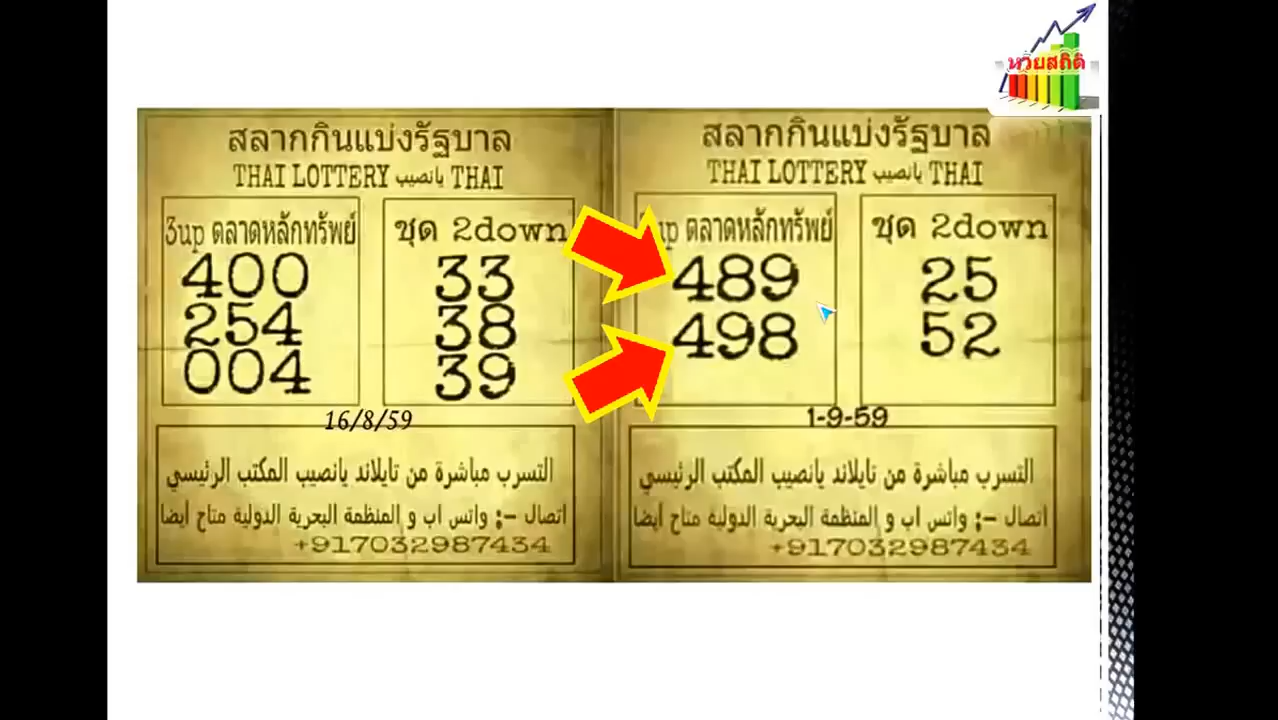 หวยสถิติ
สลากกินแบ่งรัฐบาล
THAI LOTTERY يانصيب THAI
3up ตลาดหลักทรัพย์
400
254
004
ชุด 2down
33
38
39
16/8/59
التسرب مباشرة من تايلاند يانصيب المكتب الرئيسي
اتصال :- واتس اب و المنظمة البحرية الدولية متاح أيضا
+917032987434
สลากกินแบ่งรัฐบาล
THAI LOTTERY يانصيب THAI
up ตลาดหลักทรัพย์
489
498
ชุด 2down
25
52
1-9-59
التسرب مباشرة من تايلاند يانصيب المكتب الرئيسي
اتصال :- واتس اب و المنظمة البحرية الدولية متاح أيضا
+917032987434